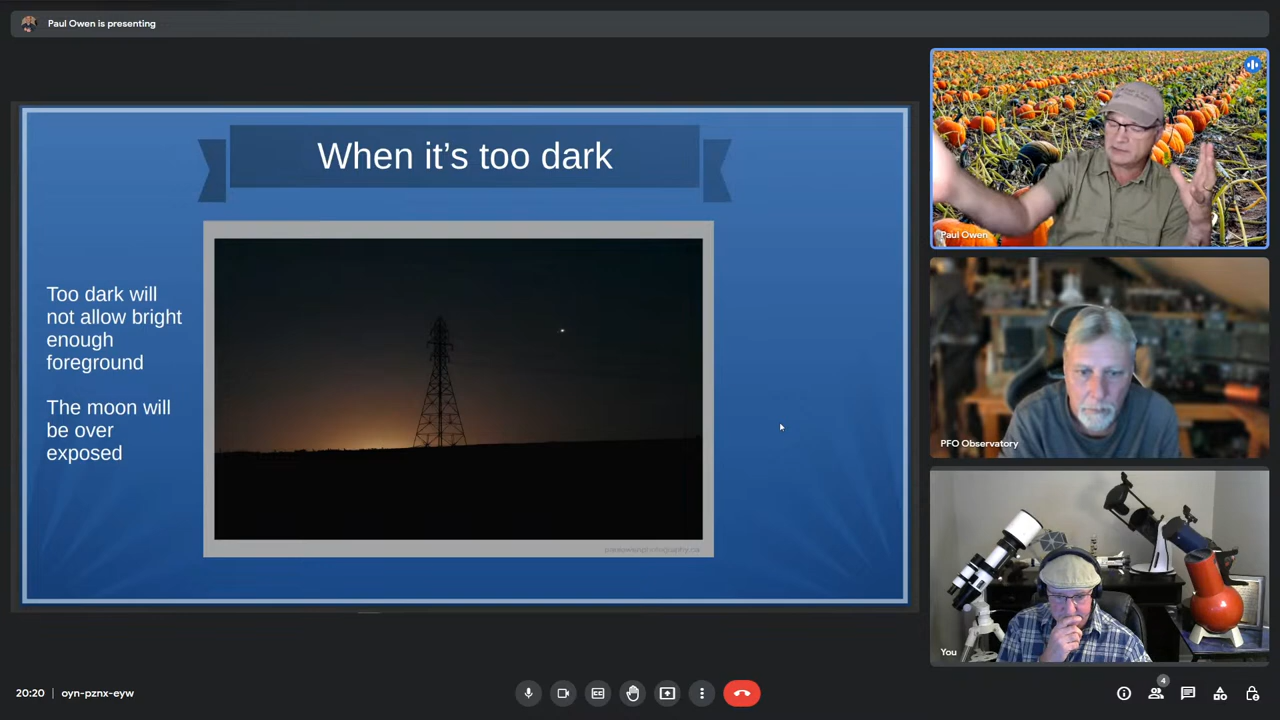 Paul Owen is presenting
When it's too dark
Too dark will
not allow bright
enough
foreground
The moon will
be over
exposed
Paul Owen
PFO Observatory
You
20:20 | oyn-pznx-eyw
4